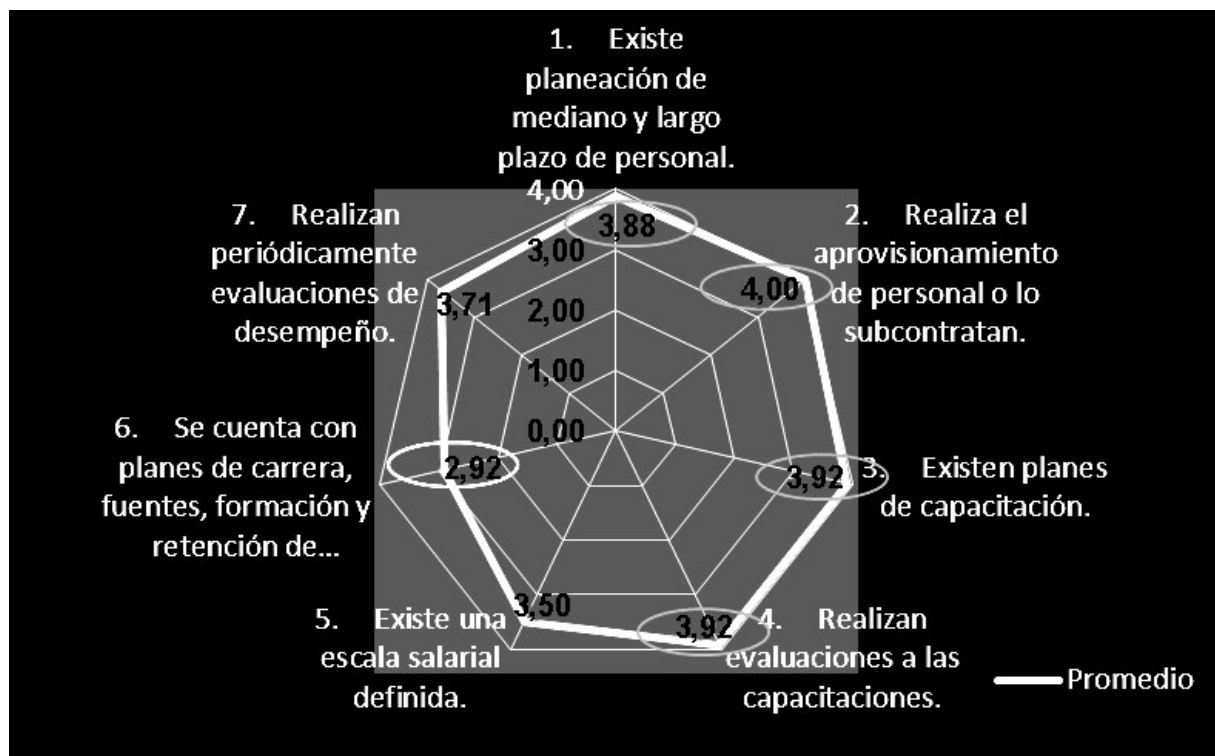 1. Existe
planeación de
mediano y largo
plazo de personal.
4,00
3,88
3,00
2,00
1,00
0,00
2. Realiza el
aprovisionamiento
de personal o lo
subcontratan.
4,00
3. Existen planes
de capacitación.
3,92
4. Realizan
evaluaciones a las
capacitaciones.
3,92
5. Existe una
escala salarial
definida.
3,50
6. Se cuenta con
planes de carrera,
fuentes, formación y
retención de...
2,92
7. Realizan
periódicamente
evaluaciones de
desempeño.
3,71
Promedio